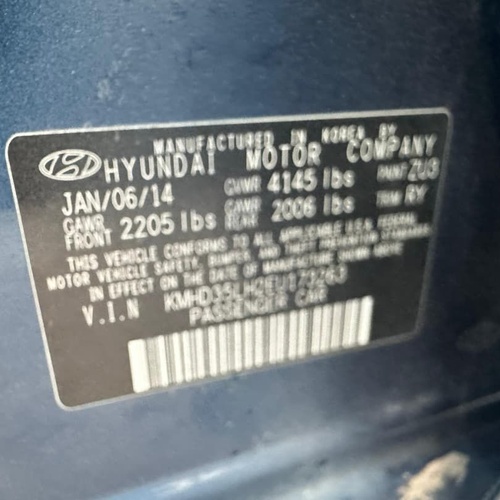 MANUFACTURED IN KOREA BY
HYUNDAI MOTOR COMPANY
JAN/06/14 GVWR 4145 lbs PAINT ZU3
GAWR FRONT 2205 lbs GAWR REAR 2006 lbs TRIM RY
THIS VEHICLE CONFORMS TO ALL APPLICABLE U.S.A. FEDERAL
MOTOR VEHICLE SAFETY, BUMPER, AND THEFT PREVENTION STANDARDS
IN EFFECT ON THE DATE OF MANUFACTURE SHOWN ABOVE
V.I.N
PASSENGER CAR